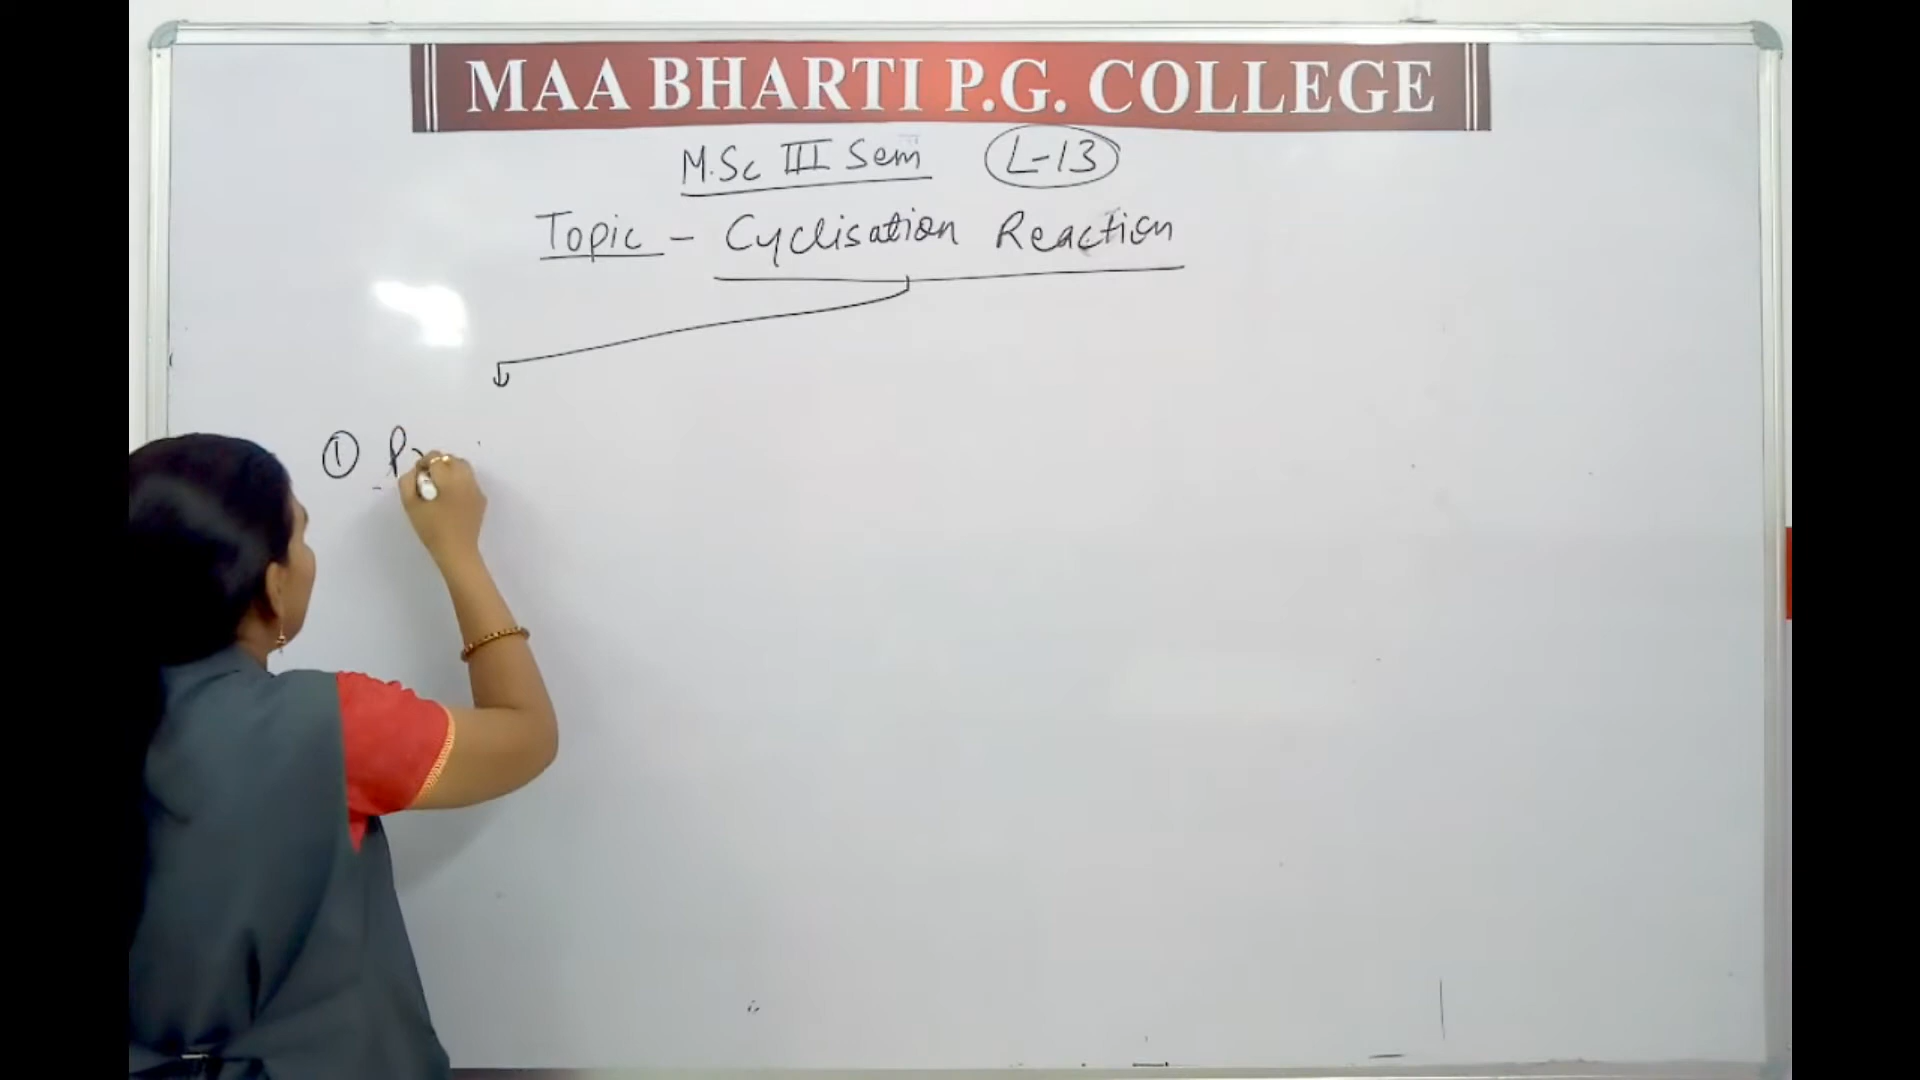 MAA BHARTI P.G. COLLEGE
M.Sc III Sem L-13
Topic - Cyclisation Reaction
①